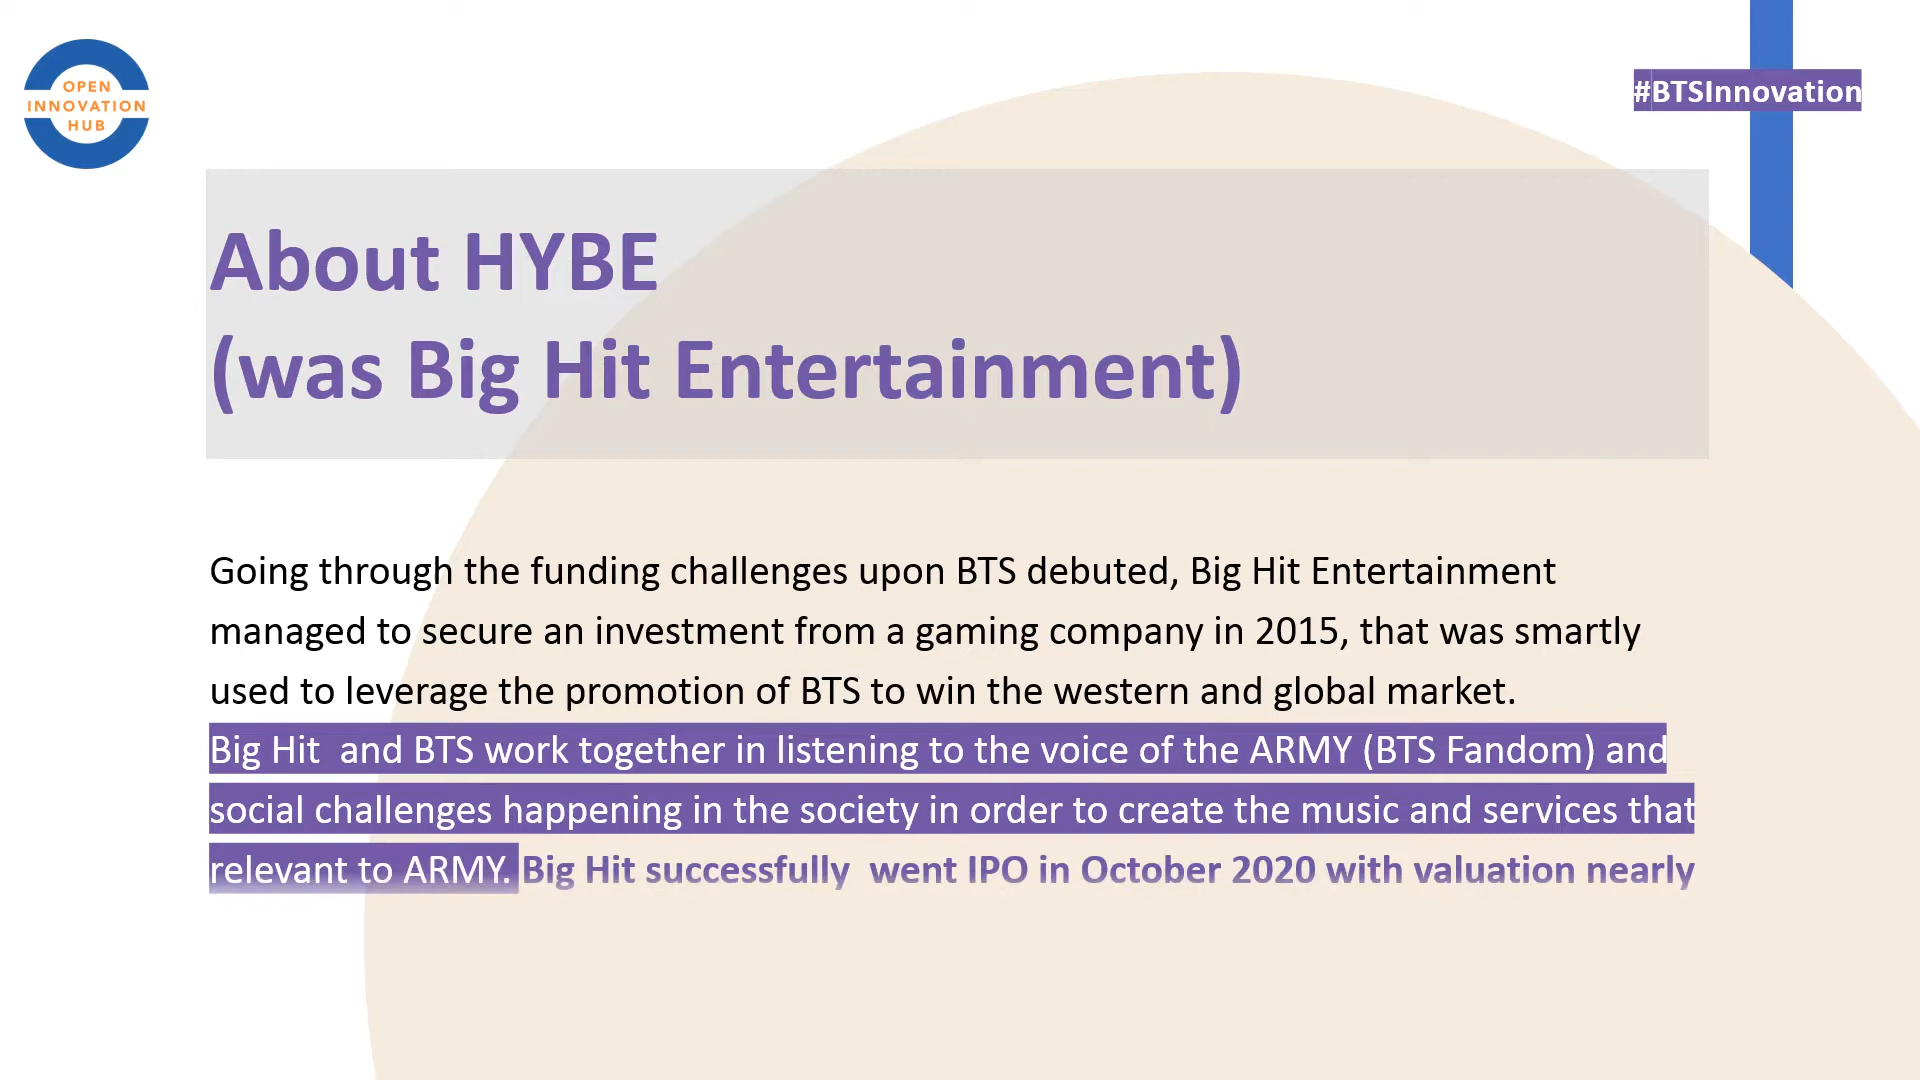 OPEN
INNOVATION
HUB
#BTSInnovation
About HYBE
(was Big Hit Entertainment)
Going through the funding challenges upon BTS debuted, Big Hit Entertainment
managed to secure an investment from a gaming company in 2015, that was smartly
used to leverage the promotion of BTS to win the western and global market.
Big Hit  and BTS work together in listening to the voice of the ARMY (BTS Fandom) and
social challenges happening in the society in order to create the music and services that
relevant to ARMY. Big Hit successfully  went IPO in October 2020 with valuation nearly